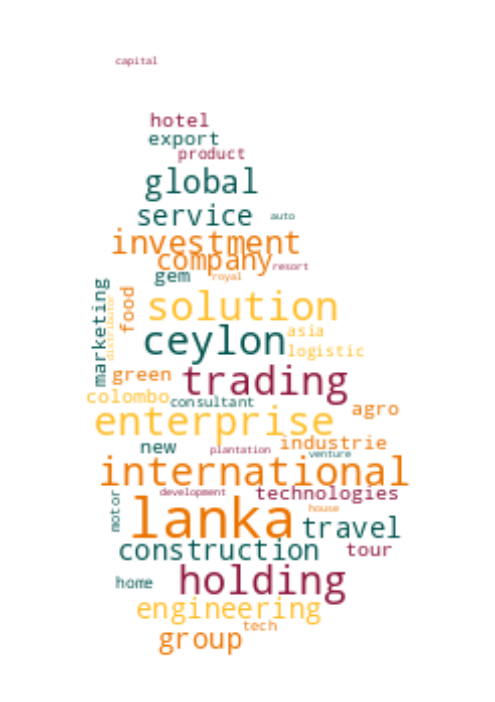 capital
hotel
export
product
global
service auto
investment
company resort
gem royal
marketing
distributor
food
solution
ceylon asia
logistic
green trading
colombo consultant
enterprise agro
new industrie
plantation venture
international
development technologies
motor
lanka house
travel
construction tour
home holding
engineering
tech
group